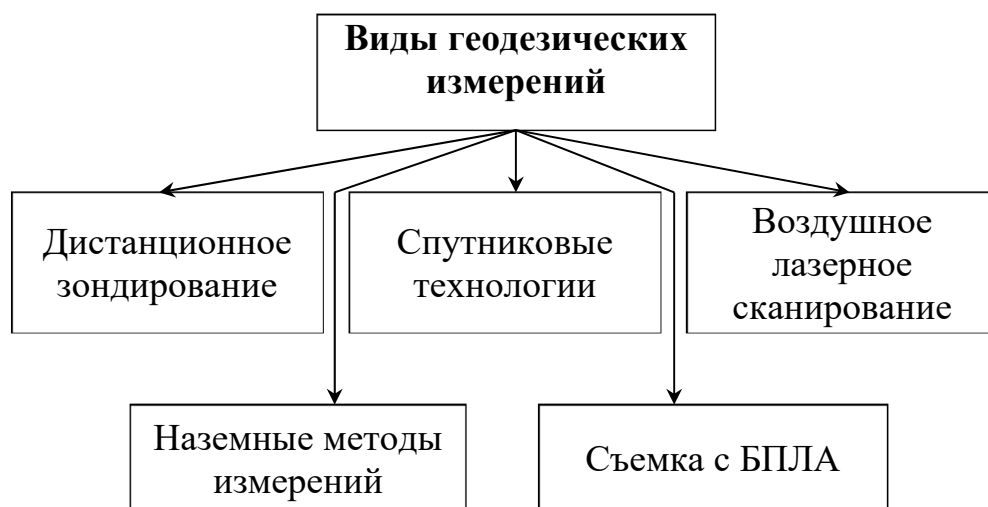 Виды геодезических
измерений
Дистанционное
зондирование
Спутниковые
технологии
Воздушное
лазерное
сканирование
Наземные методы
измерений
Съемка с БПЛА